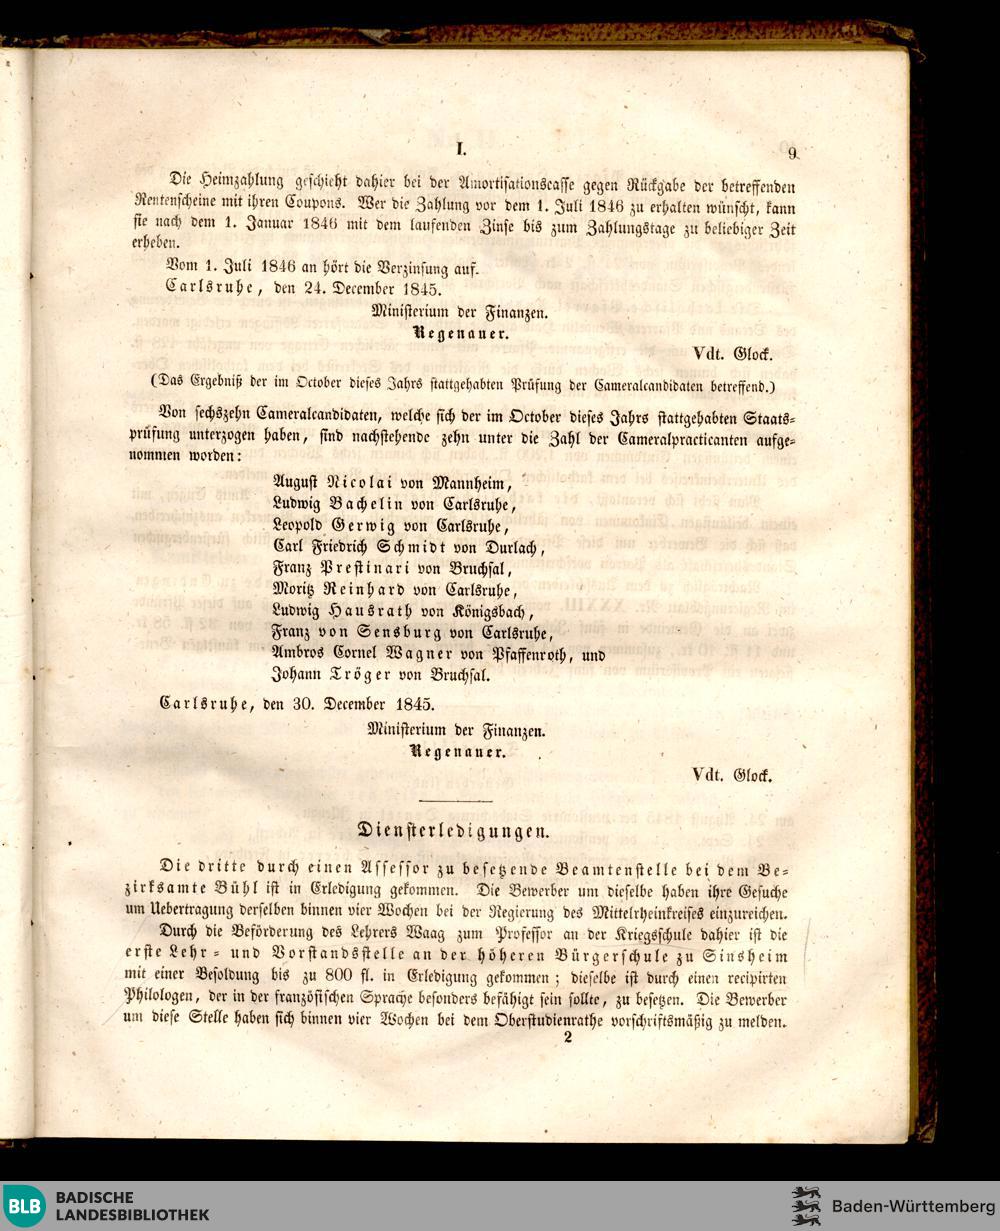 I.
9
Die Heimzahlung geschieht dahier bei der Amortisationscasse gegen Rückgabe der betreffenden
Rentenscheine mit ihren Coupons. Wer die Zahlung vor dem 1. Juli 1846 zu erhalten wünscht, kann
sie nach dem 1. Januar 1846 mit dem laufenden Zinse bis zum Zahlungstage zu beliebiger Zeit
erheben.
Vom 1. Juli 1846 an hört die Verzinsung auf.
Carlsruhe, den 24. December 1845.
Ministerium der Finanzen.
Regenauer.
Vdt. Glock.
(Das Ergebniß der im October dieses Jahrs stattgehabten Prüfung der Cameralcandidaten betreffend.)
Von sechszehn Cameralcandidaten, welche sich der im October dieses Jahrs stattgehabten Staats-
prüfung unterzogen haben, sind nachstehende zehn unter die Zahl der Cameralpracticanten aufge-
nommen worden:
August Nicolai von Mannheim,
Ludwig Bachelin von Carlsruhe,
Leopold Gerwig von Carlsruhe,
Carl Friedrich Schmidt von Durlach,
Franz Prestinari von Bruchsal,
Moritz Reinhard von Carlsruhe,
Ludwig Hausrath von Königsbach,
Franz von Sensburg von Carlsruhe,
Ambros Cornel Wagner von Pfaffenroth, und
Johann Tröger von Bruchsal.
Carlsruhe, den 30. December 1845.
Ministerium der Finanzen.
Regenauer.
Vdt. Glock.
Diensterledigungen.
Die dritte durch einen Assessor zu besetzende Beamtenstelle bei dem Be-
zirksamte Bühl ist in Erledigung gekommen. Die Bewerber um dieselbe haben ihre Gesuche
um Uebertragung derselben binnen vier Wochen bei der Regierung des Mittelrheinkreises einzureichen.
Durch die Beförderung des Lehrers Waag zum Professor an der Kriegsschule dahier ist die
erste Lehr- und Vorstandsstelle an der höheren Bürgerschule zu Sinsheim
mit einer Besoldung bis zu 800 fl. in Erledigung gekommen; dieselbe ist durch einen recipirten
Philologen, der in der französischen Sprache besonders befähigt sein sollte, zu besetzen. Die Bewerber
um diese Stelle haben sich binnen vier Wochen bei dem Oberstudienrathe vorschriftsmäßig zu melden.
2
BLB BADISCHE
LANDESBIBLIOTHEK
Baden-Württemberg